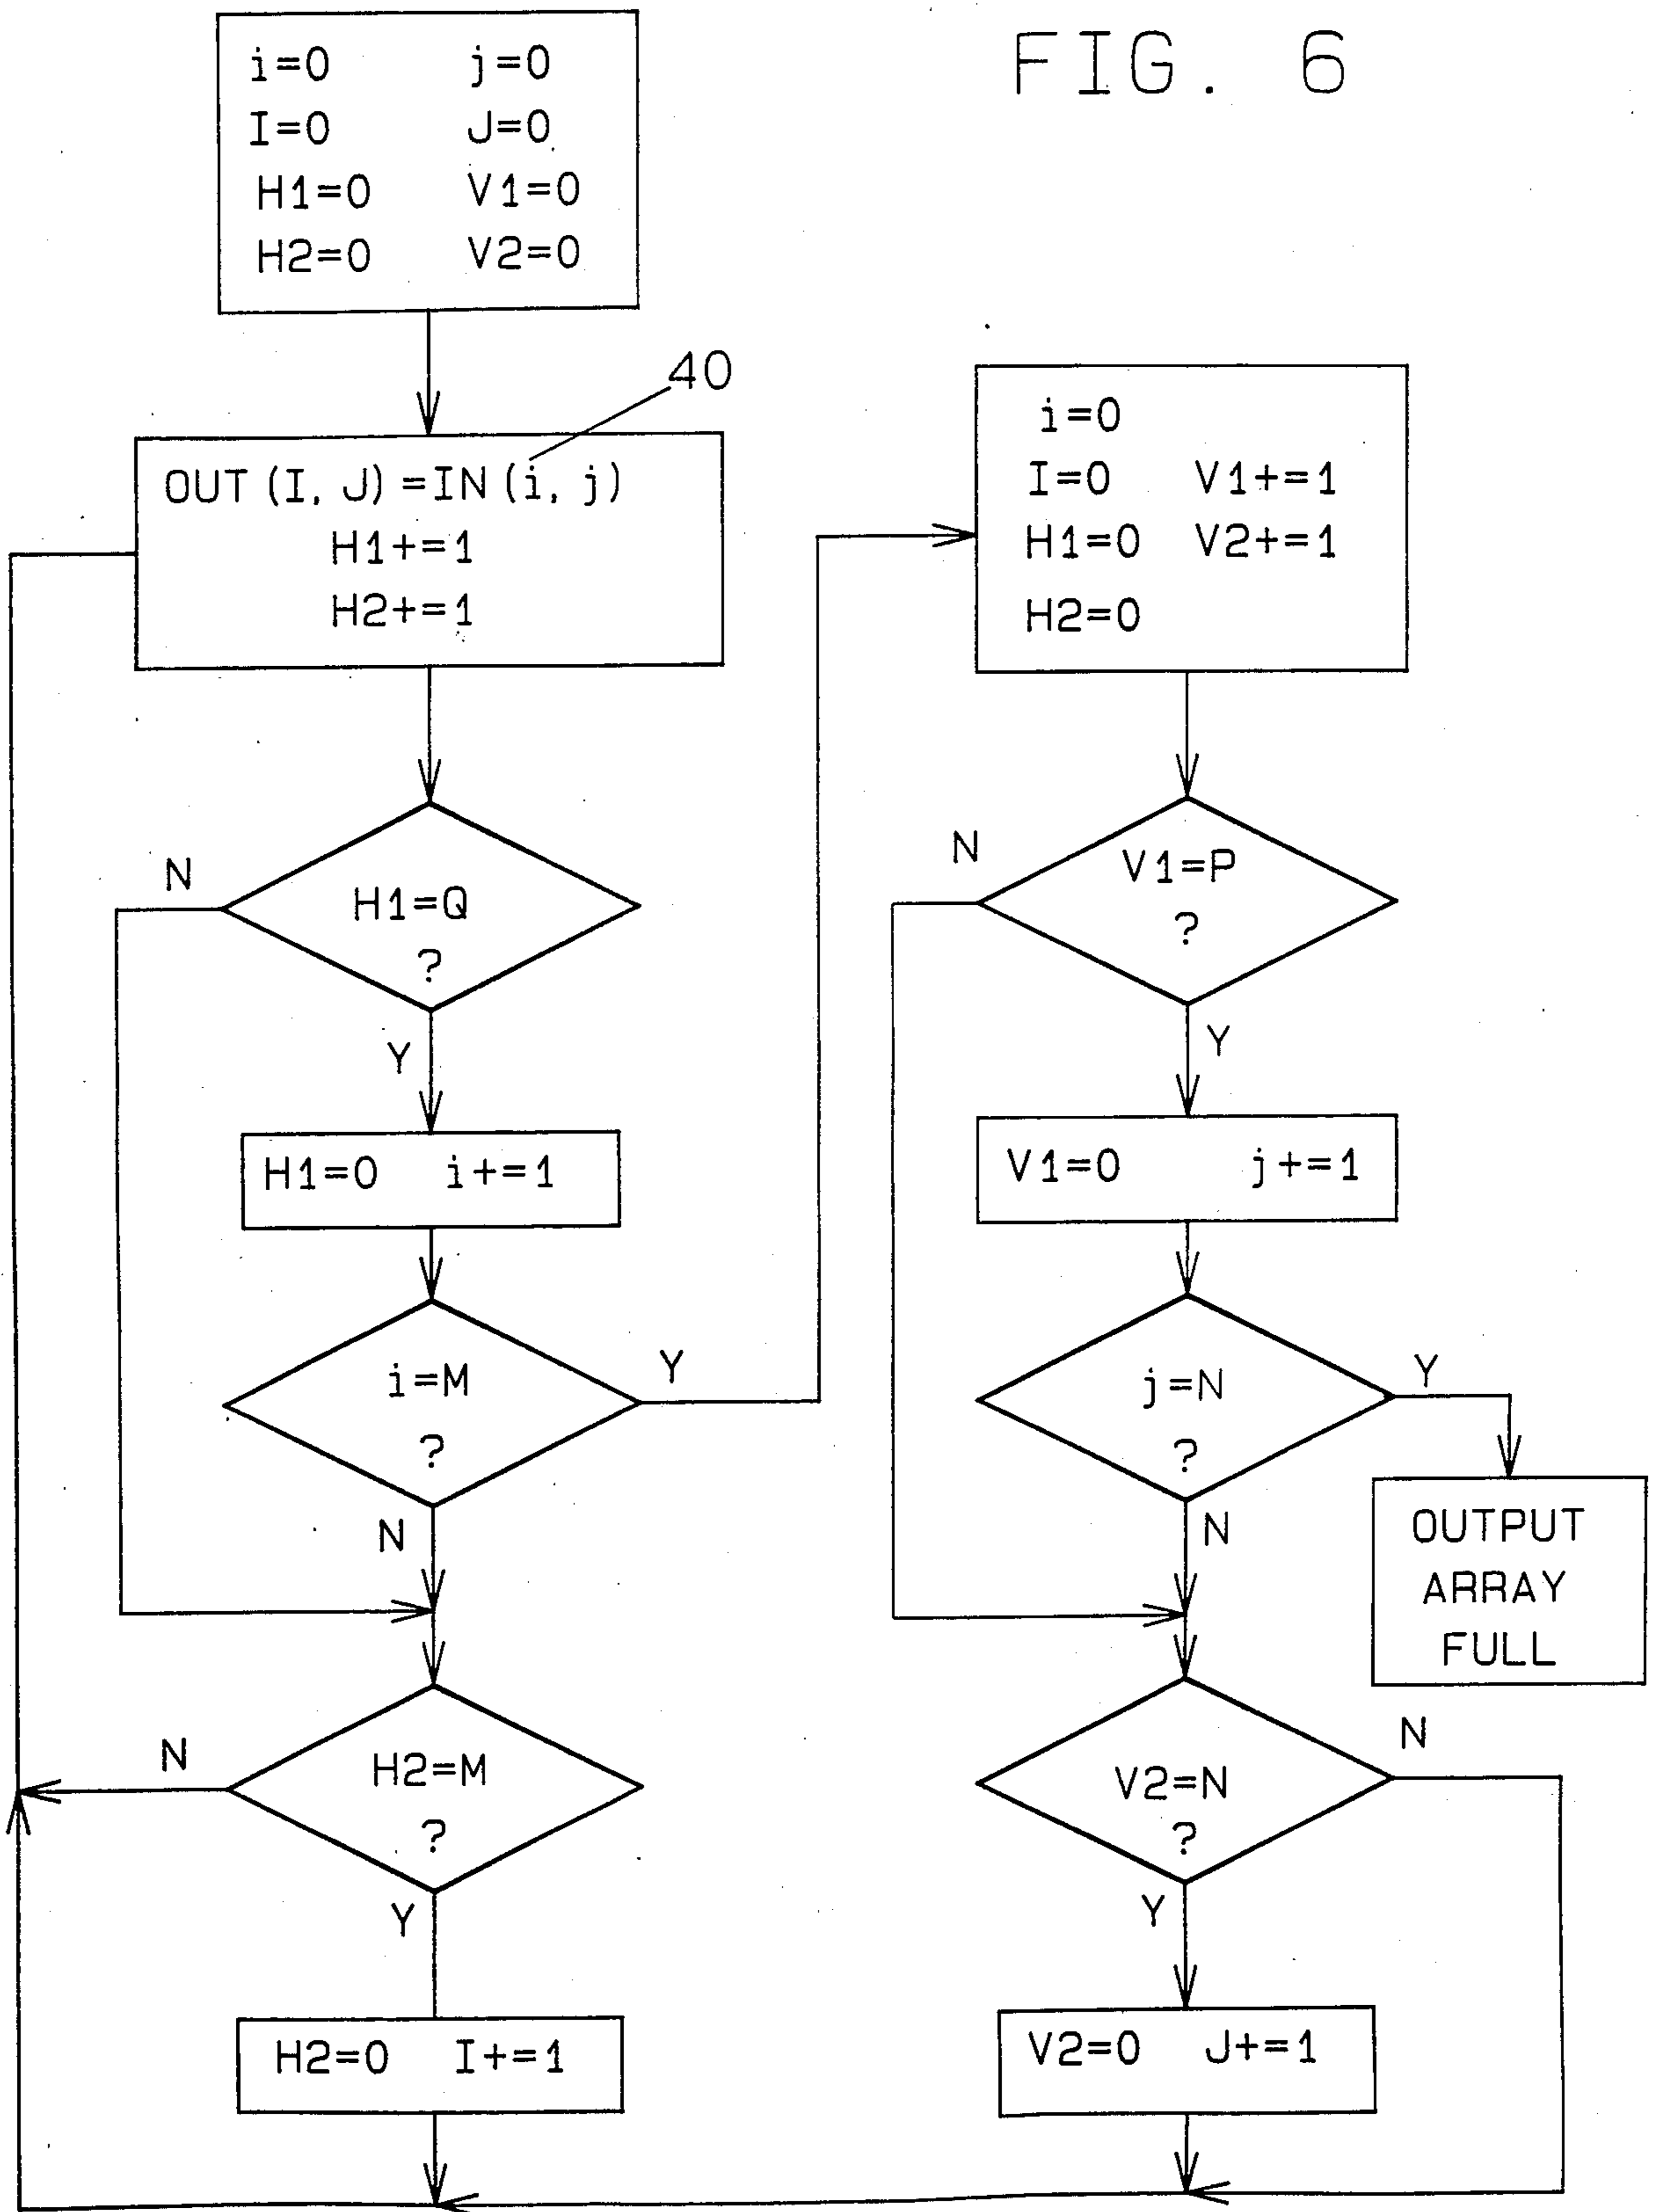 FIG. 6
i=0 j=0
I=0 J=0
H1=0 V1=0
H2=0 V2=0
40
OUT (I, J) =IN (i, j)
H1+=1
H2+=1
N
H1=Q
?
Y
H1=0 i+=1
i=M
?
Y
N
H2=M
?
N
Y
H2=0 I+=1
i=0
I=0 V1+=1
H1=0 V2+=1
H2=0
N
V1=P
?
Y
V1=0 j+=1
j=N
?
Y
N
OUTPUT
ARRAY
FULL
V2=N
?
N
Y
V2=0 J+=1